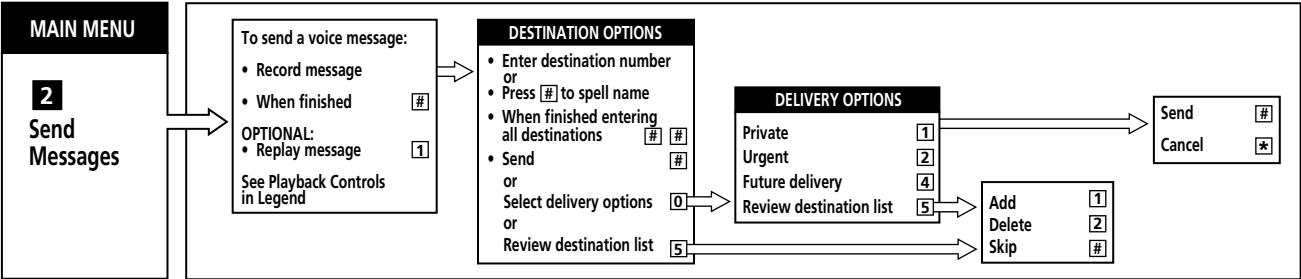 MAIN MENU
2
Send
Messages
To send a voice message:
• Record message
• When finished #
OPTIONAL:
• Replay message 1
See Playback Controls
in Legend
DESTINATION OPTIONS
• Enter destination number
or
• Press # to spell name
• When finished entering
all destinations # #
• Send #
or
Select delivery options 0
or
Review destination list 5
DELIVERY OPTIONS
Private 1
Urgent 2
Future delivery 4
Review destination list 5
Send #
Cancel *
Add 1
Delete 2
Skip #